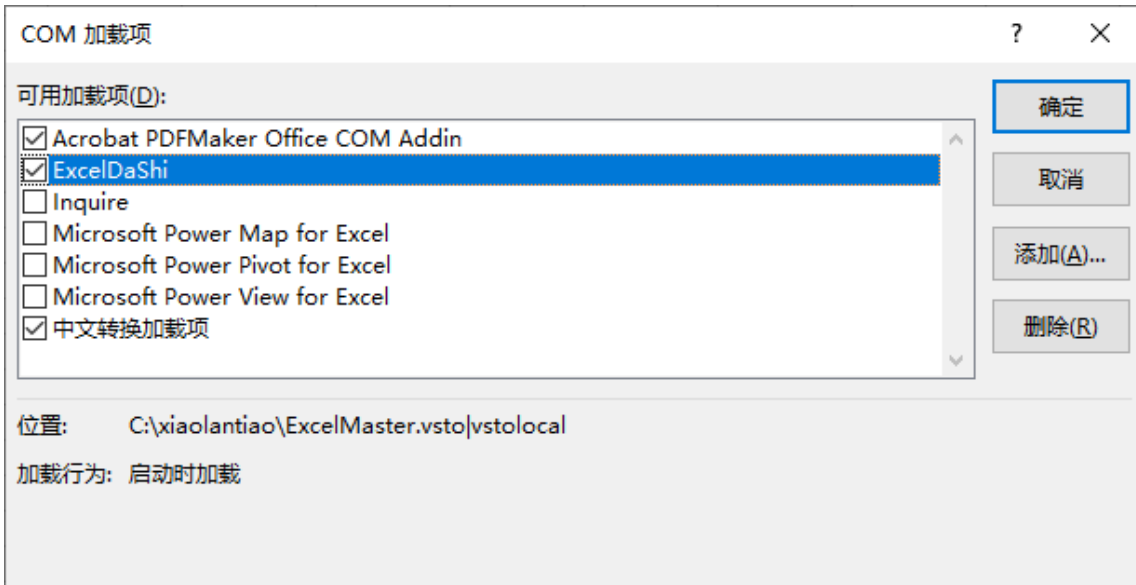 COM 加载项
?
可用加载项(D):
Acrobat PDFMaker Office COM Addin
ExcelDaShi
Inquire
Microsoft Power Map for Excel
Microsoft Power Pivot for Excel
Microsoft Power View for Excel
中文转换加载项
确定
取消
添加(A)...
删除(R)
位置: C:\xiaolantiao\ExcelMaster.vsto|vstolocal
加载行为: 启动时加载